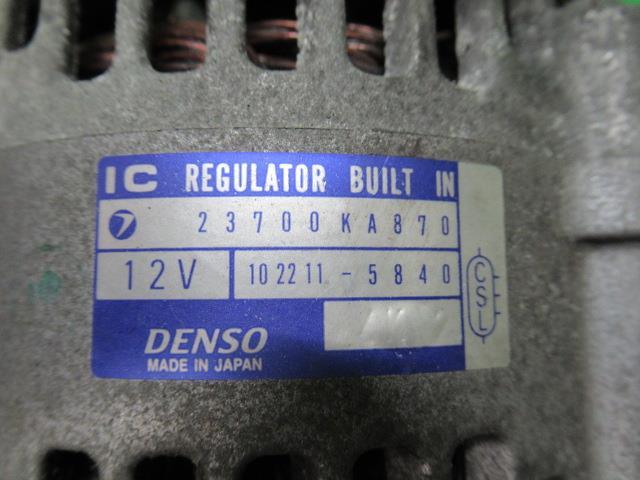 IC REGULATOR BUILT IN
23700KA870
12V 102211-5840
DENSO
MADE IN JAPAN
CSL